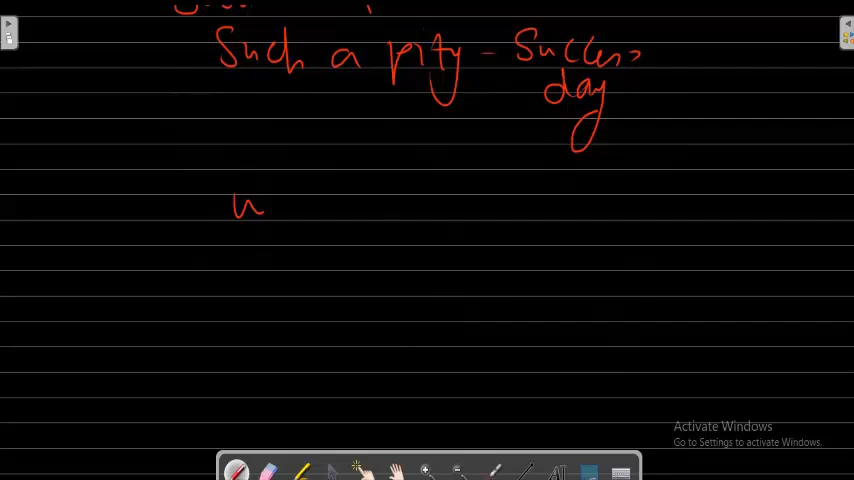 Such a pity - Success
day
u
Activate Windows
Go to Settings to activate Windows.